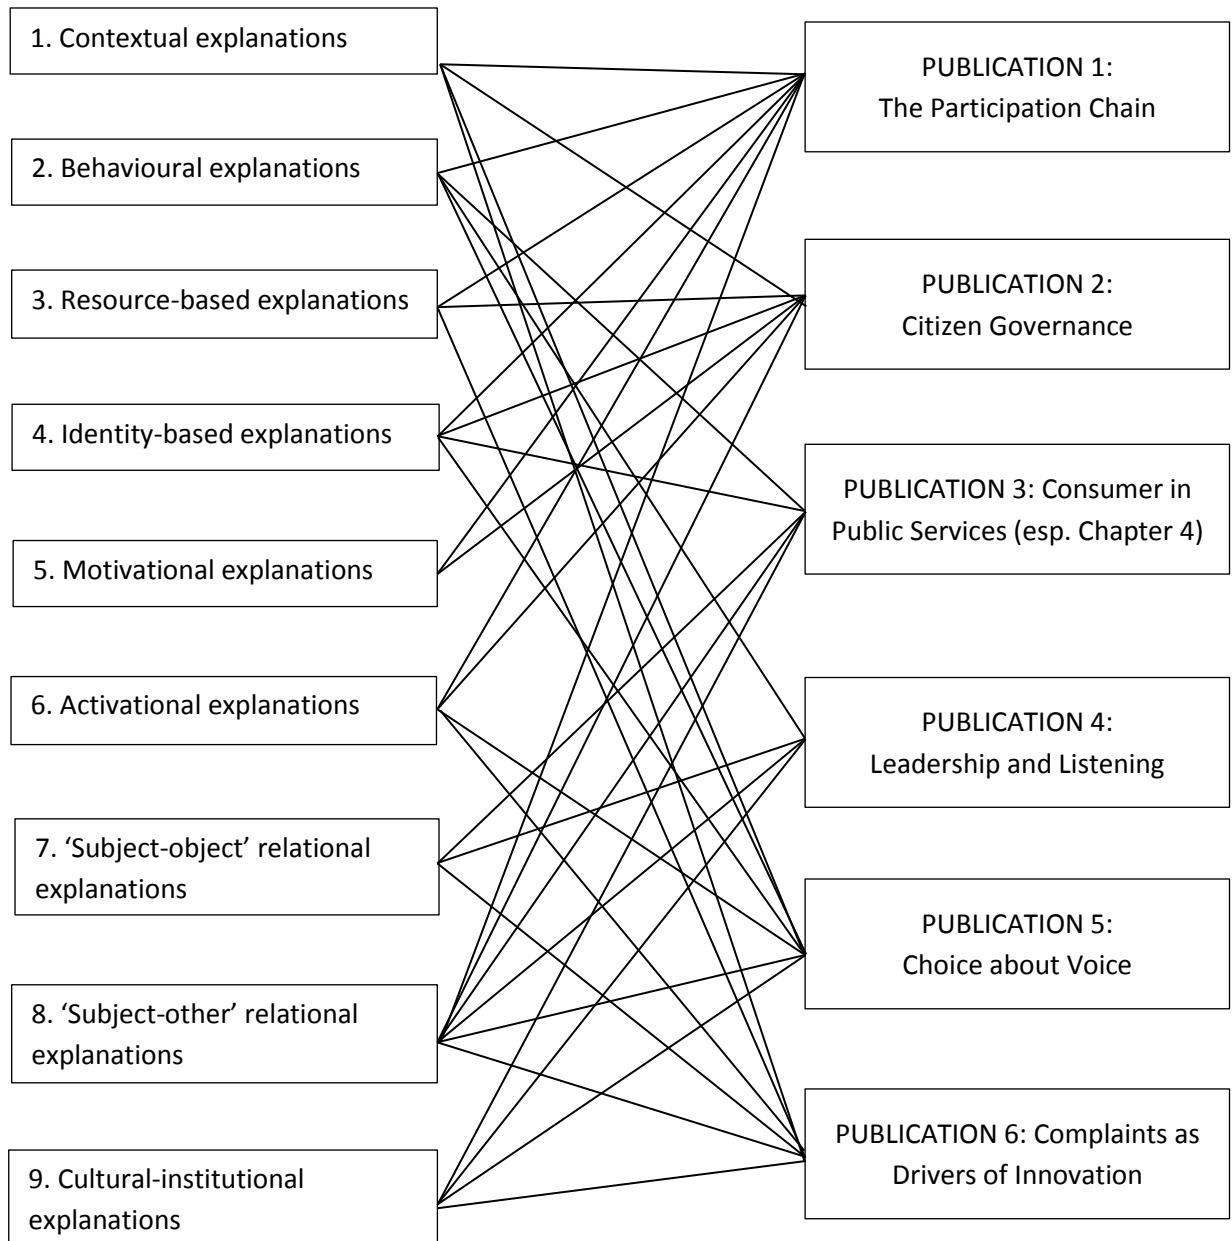 1. Contextual explanations
2. Behavioural explanations
3. Resource-based explanations
4. Identity-based explanations
5. Motivational explanations
6. Activational explanations
7. ‘Subject-object’ relational
explanations
8. ‘Subject-other’ relational
explanations
9. Cultural-institutional
explanations
PUBLICATION 1:
The Participation Chain
PUBLICATION 2:
Citizen Governance
PUBLICATION 3: Consumer in
Public Services (esp. Chapter 4)
PUBLICATION 4:
Leadership and Listening
PUBLICATION 5:
Choice about Voice
PUBLICATION 6: Complaints as
Drivers of Innovation